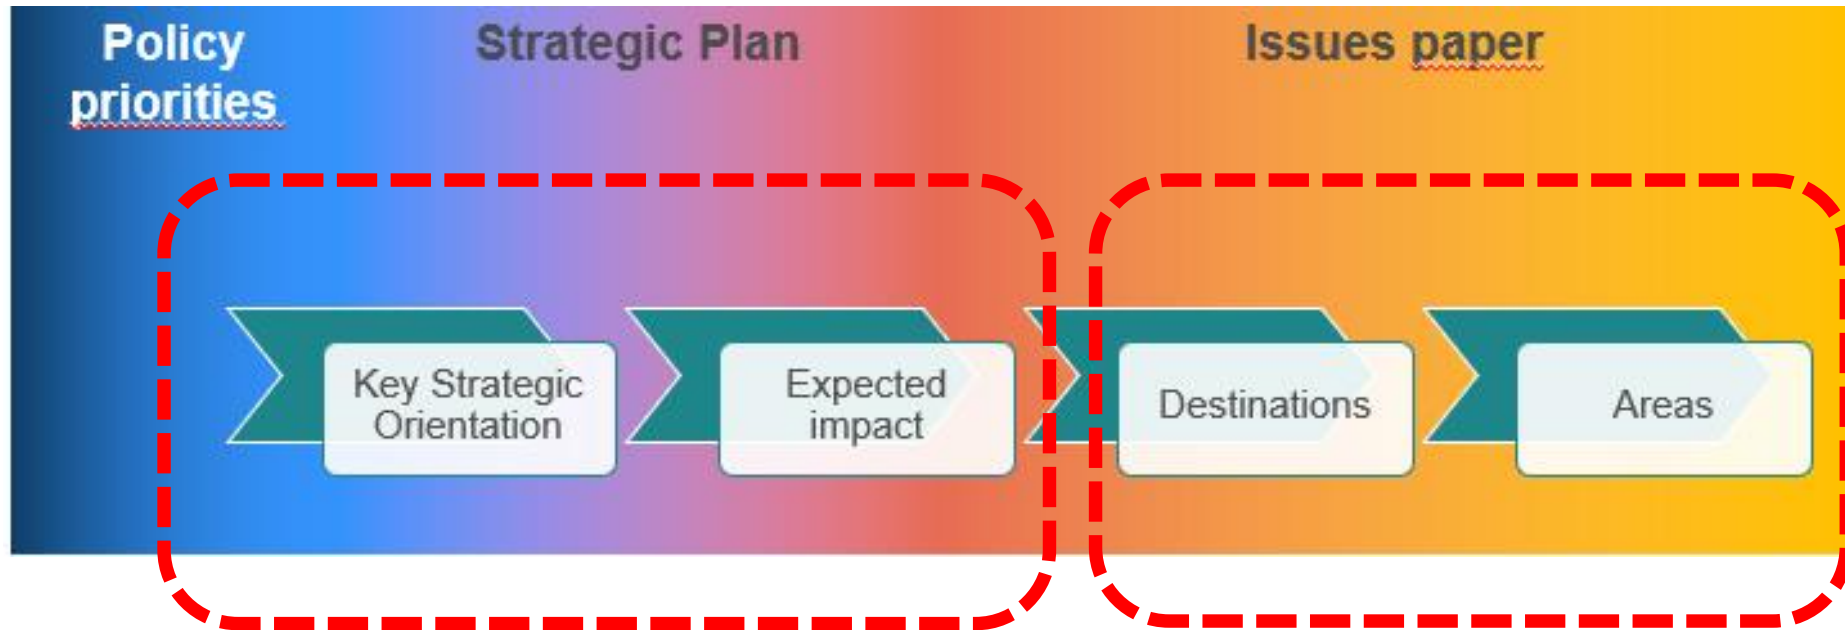 Policy
priorities
Strategic Plan
Issues paper
Key Strategic
Orientation
Expected
impact
Destinations
Areas